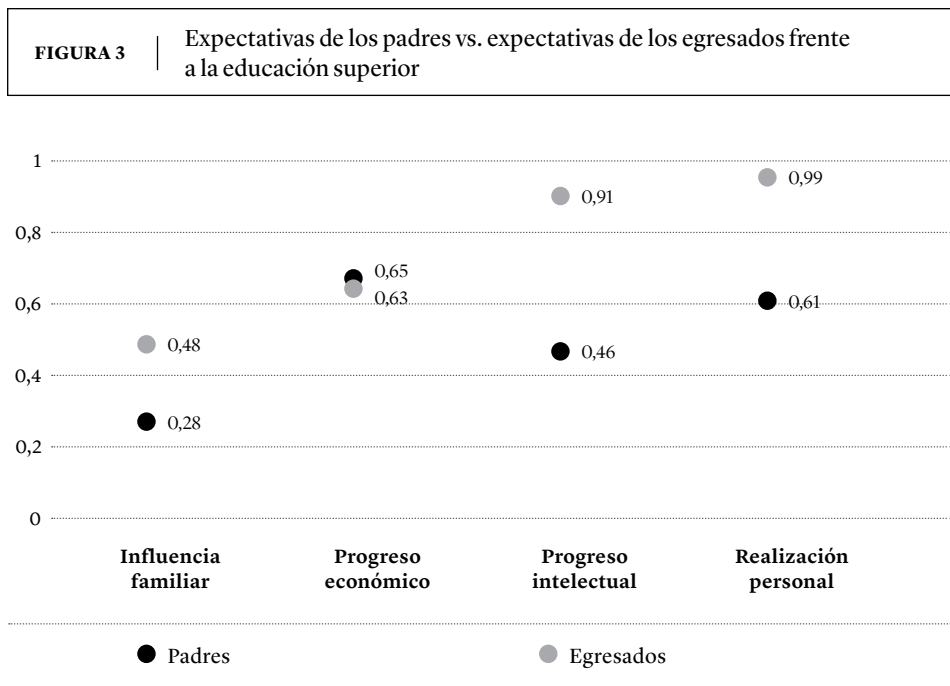 FIGURA 3
Expectativas de los padres vs. expectativas de los egresados frente
a la educación superior
1
0,99
0,91
0,8
0,65
0,63
0,6
0,61
0,48
0,46
0,4
0,28
0,2
0
Influencia
familiar
Progreso
económico
Progreso
intelectual
Realización
personal
Padres
Egresados